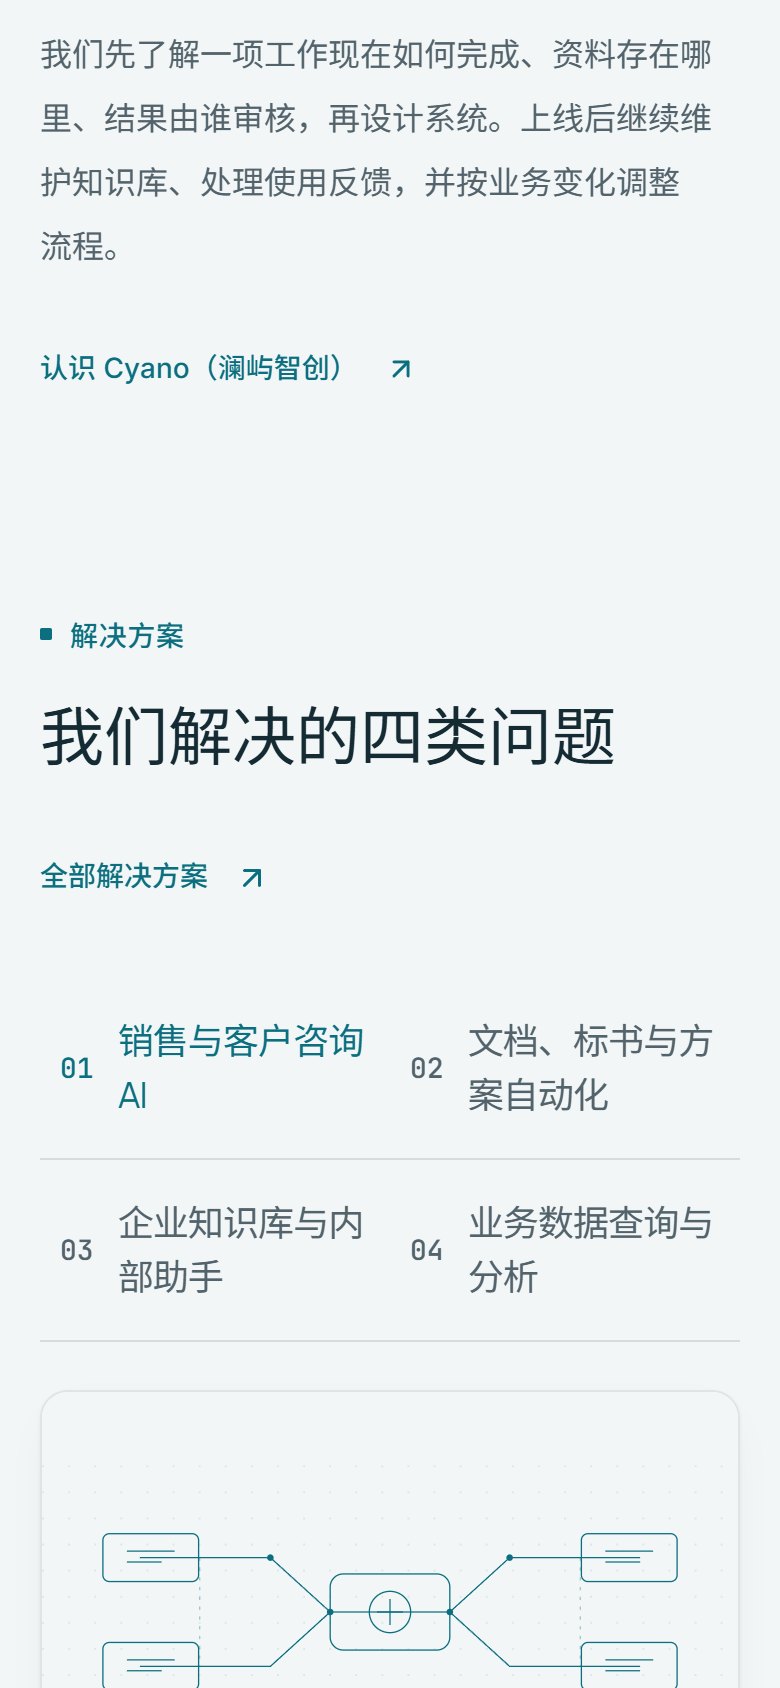 我们先了解一项工作现在如何完成、资料存在哪
里、结果由谁审核，再设计系统。上线后继续维
护知识库、处理使用反馈，并按业务变化调整
流程。
认识 Cyano（澜屿智创）
解决方案
我们解决的四类问题
全部解决方案
01 销售与客户咨询
AI
02 文档、标书与方
案自动化
03 企业知识库与内
部助手
04 业务数据查询与
分析